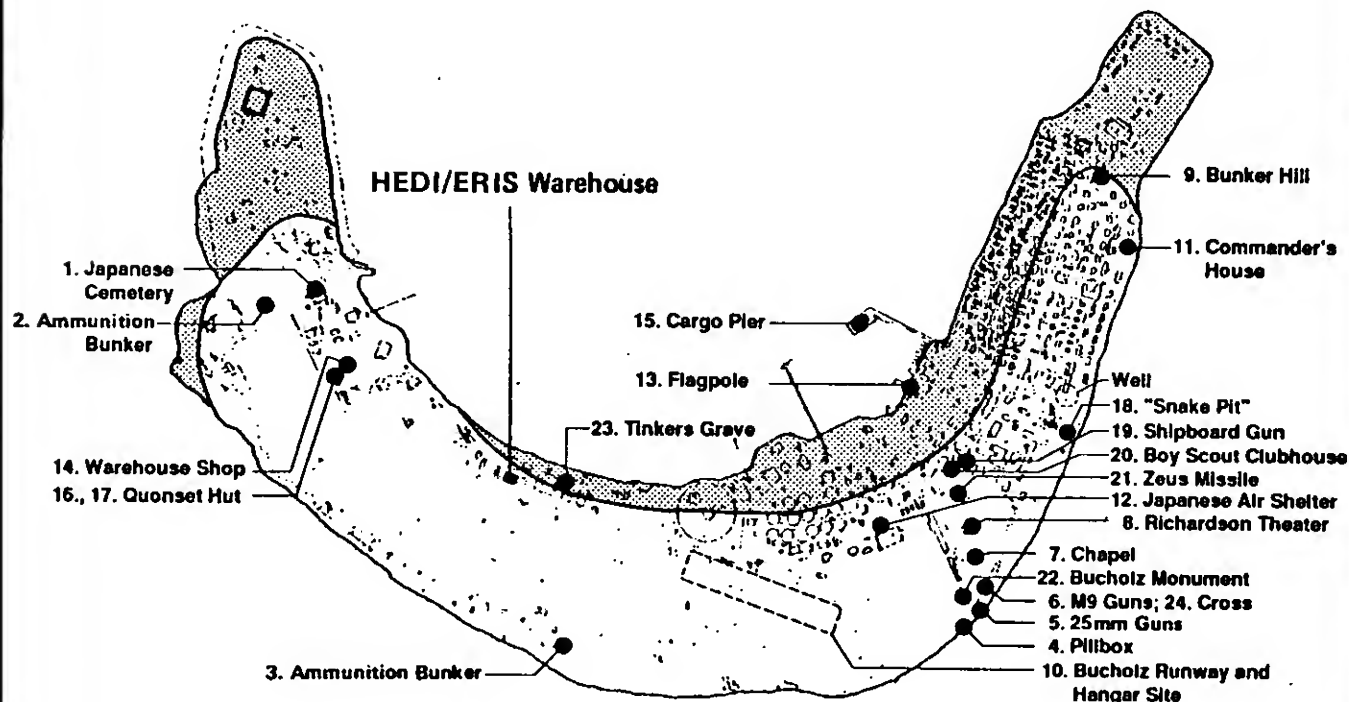 HEDI/ERIS Warehouse
1. Japanese
Cemetery
2. Ammunition
Bunker
14. Warehouse Shop
16., 17. Quonset Hut
3. Ammunition Bunker
23. Tinkers Grave
13. Flagpole
15. Cargo Pier
9. Bunker Hill
11. Commander's
House
Well
18. "Snake Pit"
19. Shipboard Gun
20. Boy Scout Clubhouse
21. Zeus Missile
12. Japanese Air Shelter
8. Richardson Theater
7. Chapel
22. Bucholz Monument
6. M9 Guns; 24. Cross
5. 25mm Guns
4. Pillbox
10. Bucholz Runway and
Hangar Site